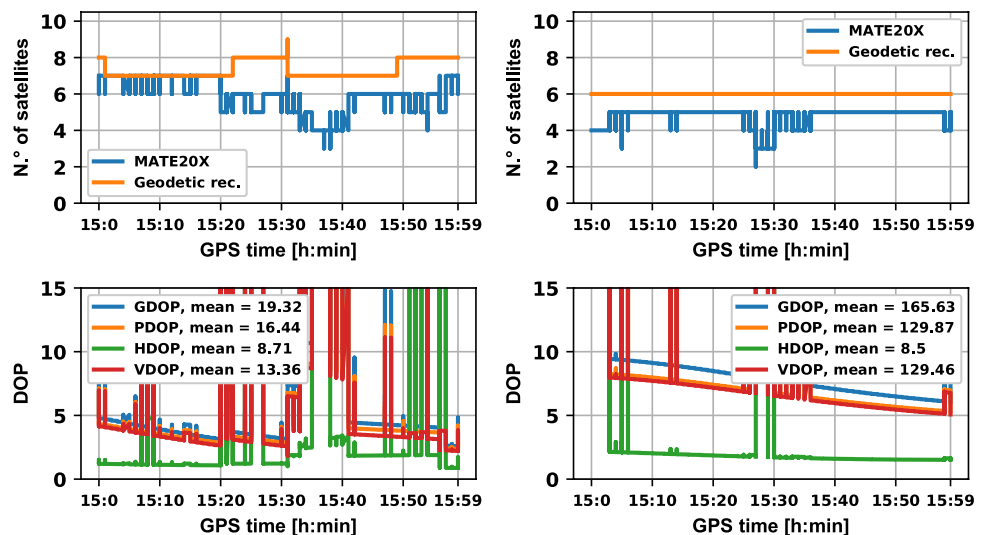 N.° of satellites
10
8
6
4
2
0
MATE20X
Geodetic rec.
15:0 15:10 15:20 15:30 15:40 15:50 15:59
GPS time [h:min]
N.° of satellites
10
8
6
4
2
0
MATE20X
Geodetic rec.
15:0 15:10 15:20 15:30 15:40 15:50 15:59
GPS time [h:min]
DOP
15
10
5
0
GDOP, mean = 19.32
PDOP, mean = 16.44
HDOP, mean = 8.71
VDOP, mean = 13.36
15:0 15:10 15:20 15:30 15:40 15:50 15:59
GPS time [h:min]
DOP
15
10
5
0
GDOP, mean = 165.63
PDOP, mean = 129.87
HDOP, mean = 8.5
VDOP, mean = 129.46
15:0 15:10 15:20 15:30 15:40 15:50 15:59
GPS time [h:min]